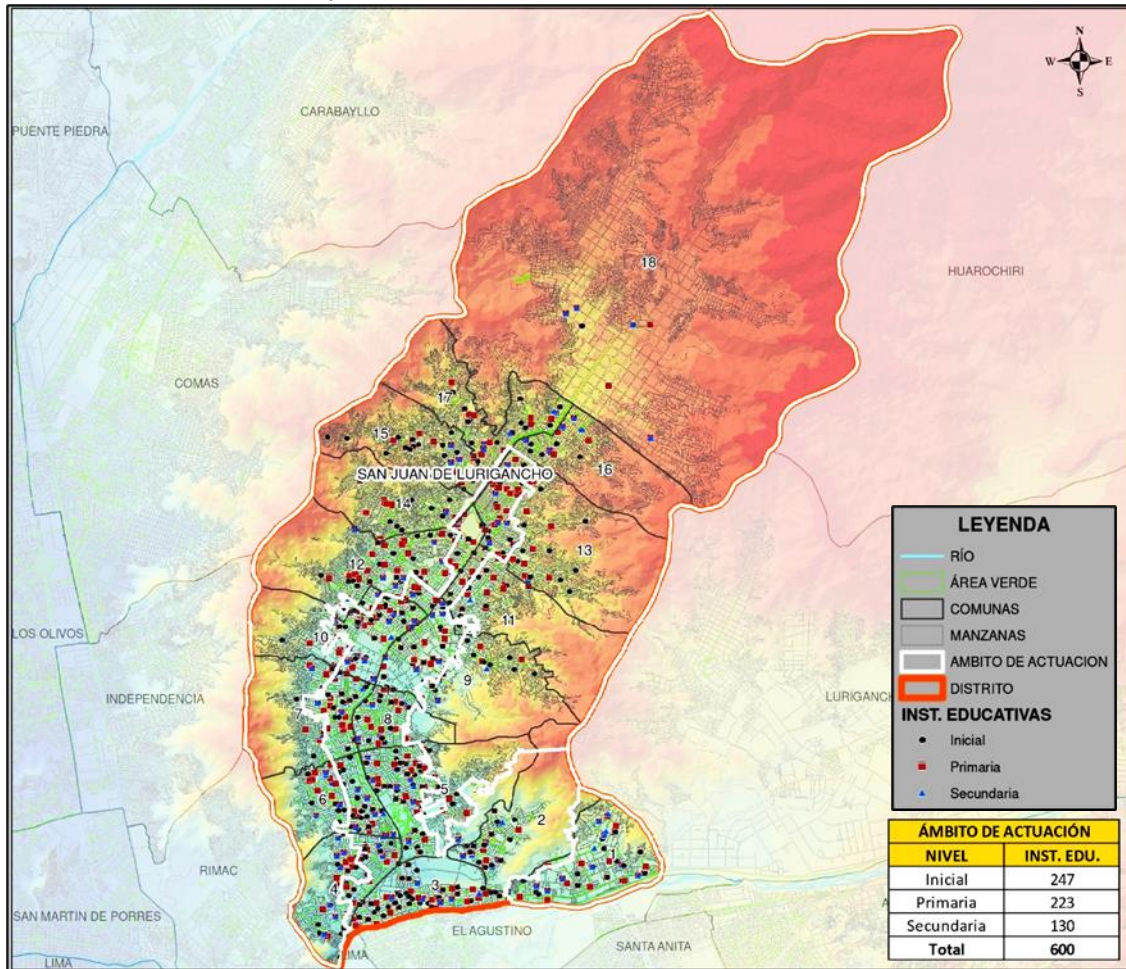 N
W E
S
CARABAYLLO
PUENTE PIEDRA
HUAROCHIRI
18
COMAS
17
15
SAN JUAN DE LURIGANCHO
16
14
13
12
11
10
LOS OLIVOS
9
INDEPENDENCIA
7
8
5
6
2
RIMAC
4
3
SAN MARTIN DE PORRES
EL AGUSTINO
SANTA ANITA
LIMA
LEYENDA
RÍO
ÁREA VERDE
COMUNAS
MANZANAS
AMBITO DE ACTUACION
DISTRITO
INST. EDUCATIVAS
Inicial
Primaria
Secundaria
ÁMBITO DE ACTUACIÓN
NIVEL INST. EDU.
Inicial 247
Primaria 223
Secundaria 130
Total 600